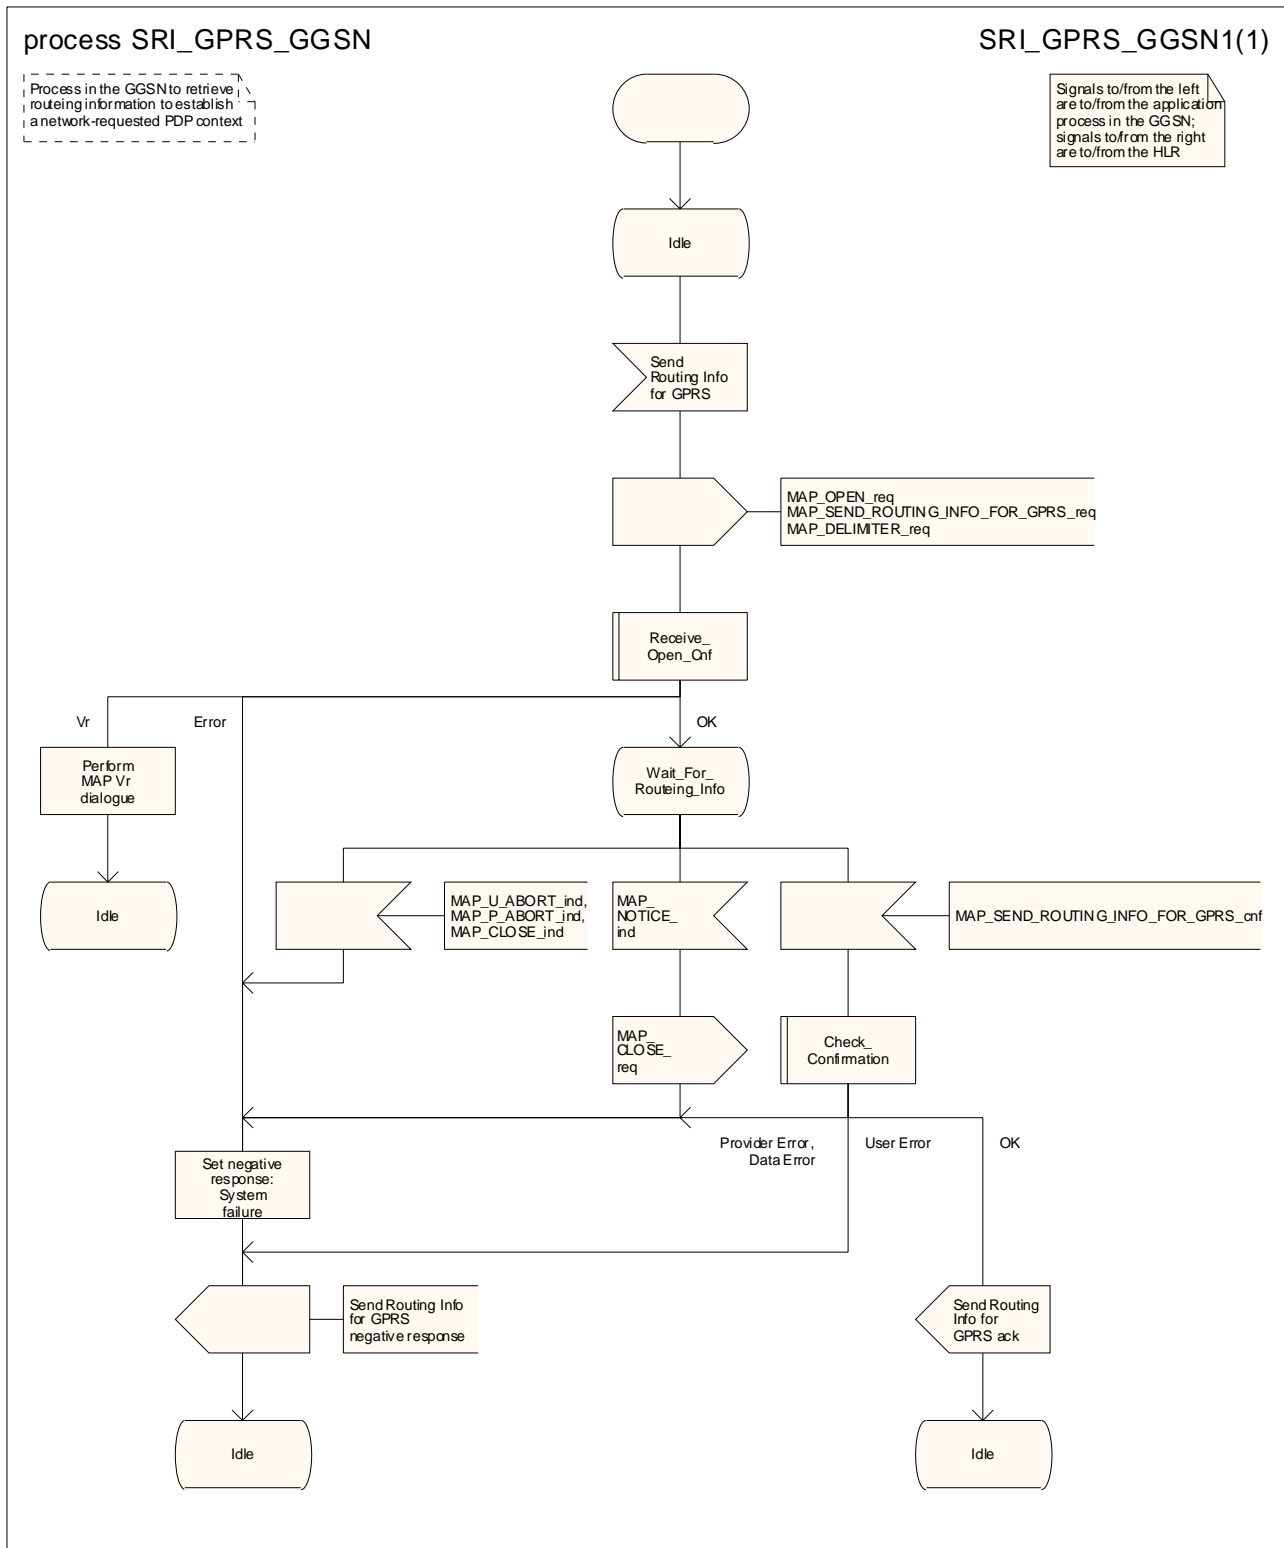 process SRI_GPRS_GGSN
SRI_GPRS_GGSN1(1)
Process in the GGSN to retrieve
routeing information to establish
a network-requested PDP context
Signals to/from the left
are to/from the application
process in the GGSN;
signals to/from the right
are to/from the HLR
Idle
Send
Routing Info
for GPRS
MAP_OPEN_req
MAP_SEND_ROUTING_INFO_FOR_GPRS_req
MAP_DELIMITER_req
Receive_
Open_Cnf
Vr
Error
OK
Perform
MAP Vr
dialogue
Wait_For_
Routeing_Info
Idle
MAP_U_ABORT_ind,
MAP_P_ABORT_ind,
MAP_CLOSE_ind
MAP_
NOTICE_
ind
MAP_SEND_ROUTING_INFO_FOR_GPRS_cnf
MAP_
CLOSE_
req
Check_
Confirmation
Provider Error,
Data Error
User Error
OK
Set negative
response:
System
failure
Send Routing Info
for GPRS
negative response
Send Routing
Info for
GPRS ack
Idle
Idle